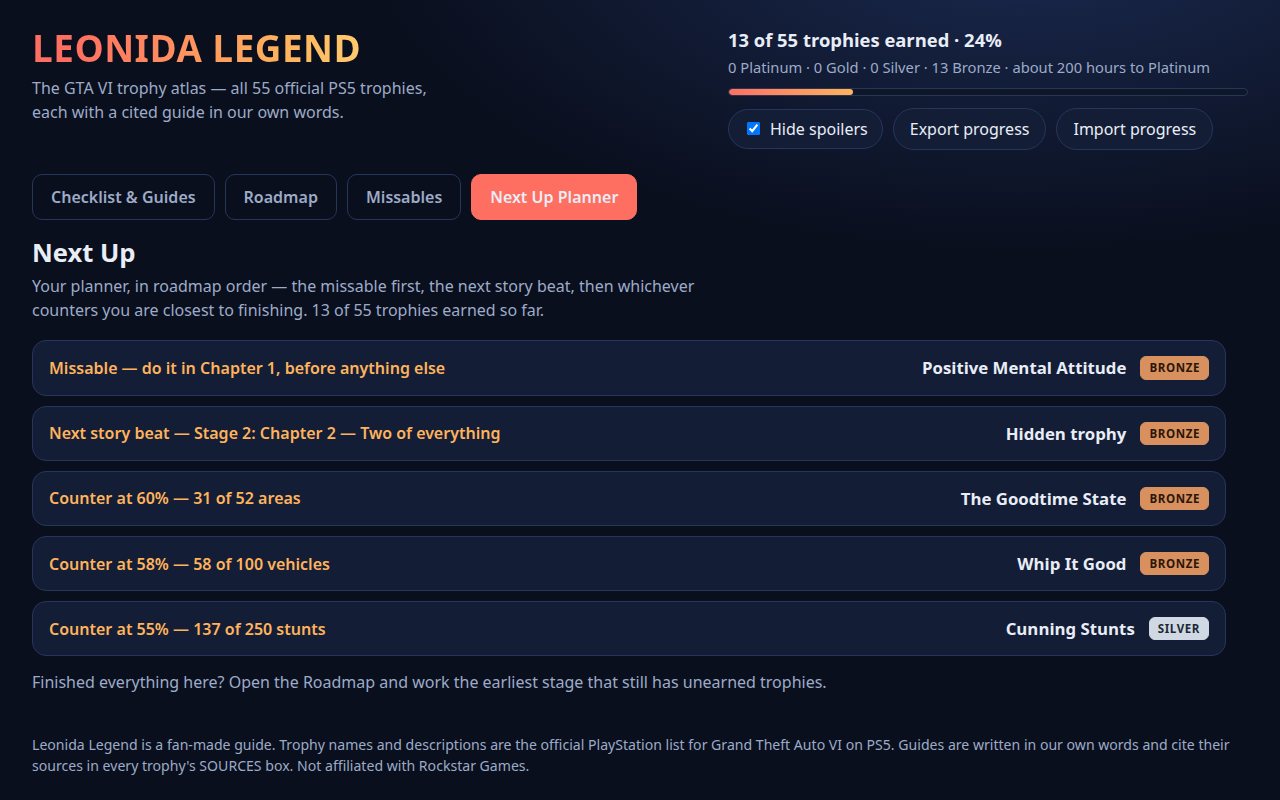 LEONIDA LEGEND
The GTA VI trophy atlas — all 55 official PS5 trophies,
each with a cited guide in our own words.
13 of 55 trophies earned · 24%
0 Platinum · 0 Gold · 0 Silver · 13 Bronze · about 200 hours to Platinum
Hide spoilers
Export progress
Import progress
Checklist & Guides
Roadmap
Missables
Next Up Planner
Next Up
Your planner, in roadmap order — the missable first, the next story beat, then whichever
counters you are closest to finishing. 13 of 55 trophies earned so far.
Missable — do it in Chapter 1, before anything else
Positive Mental Attitude
BRONZE
Next story beat — Stage 2: Chapter 2 — Two of everything
Hidden trophy
BRONZE
Counter at 60% — 31 of 52 areas
The Goodtime State
BRONZE
Counter at 58% — 58 of 100 vehicles
Whip It Good
BRONZE
Counter at 55% — 137 of 250 stunts
Cunning Stunts
SILVER
Finished everything here? Open the Roadmap and work the earliest stage that still has unearned trophies.
Leonida Legend is a fan-made guide. Trophy names and descriptions are the official PlayStation list for Grand Theft Auto VI on PS5. Guides are written in our own words and cite their
sources in every trophy's SOURCES box. Not affiliated with Rockstar Games.